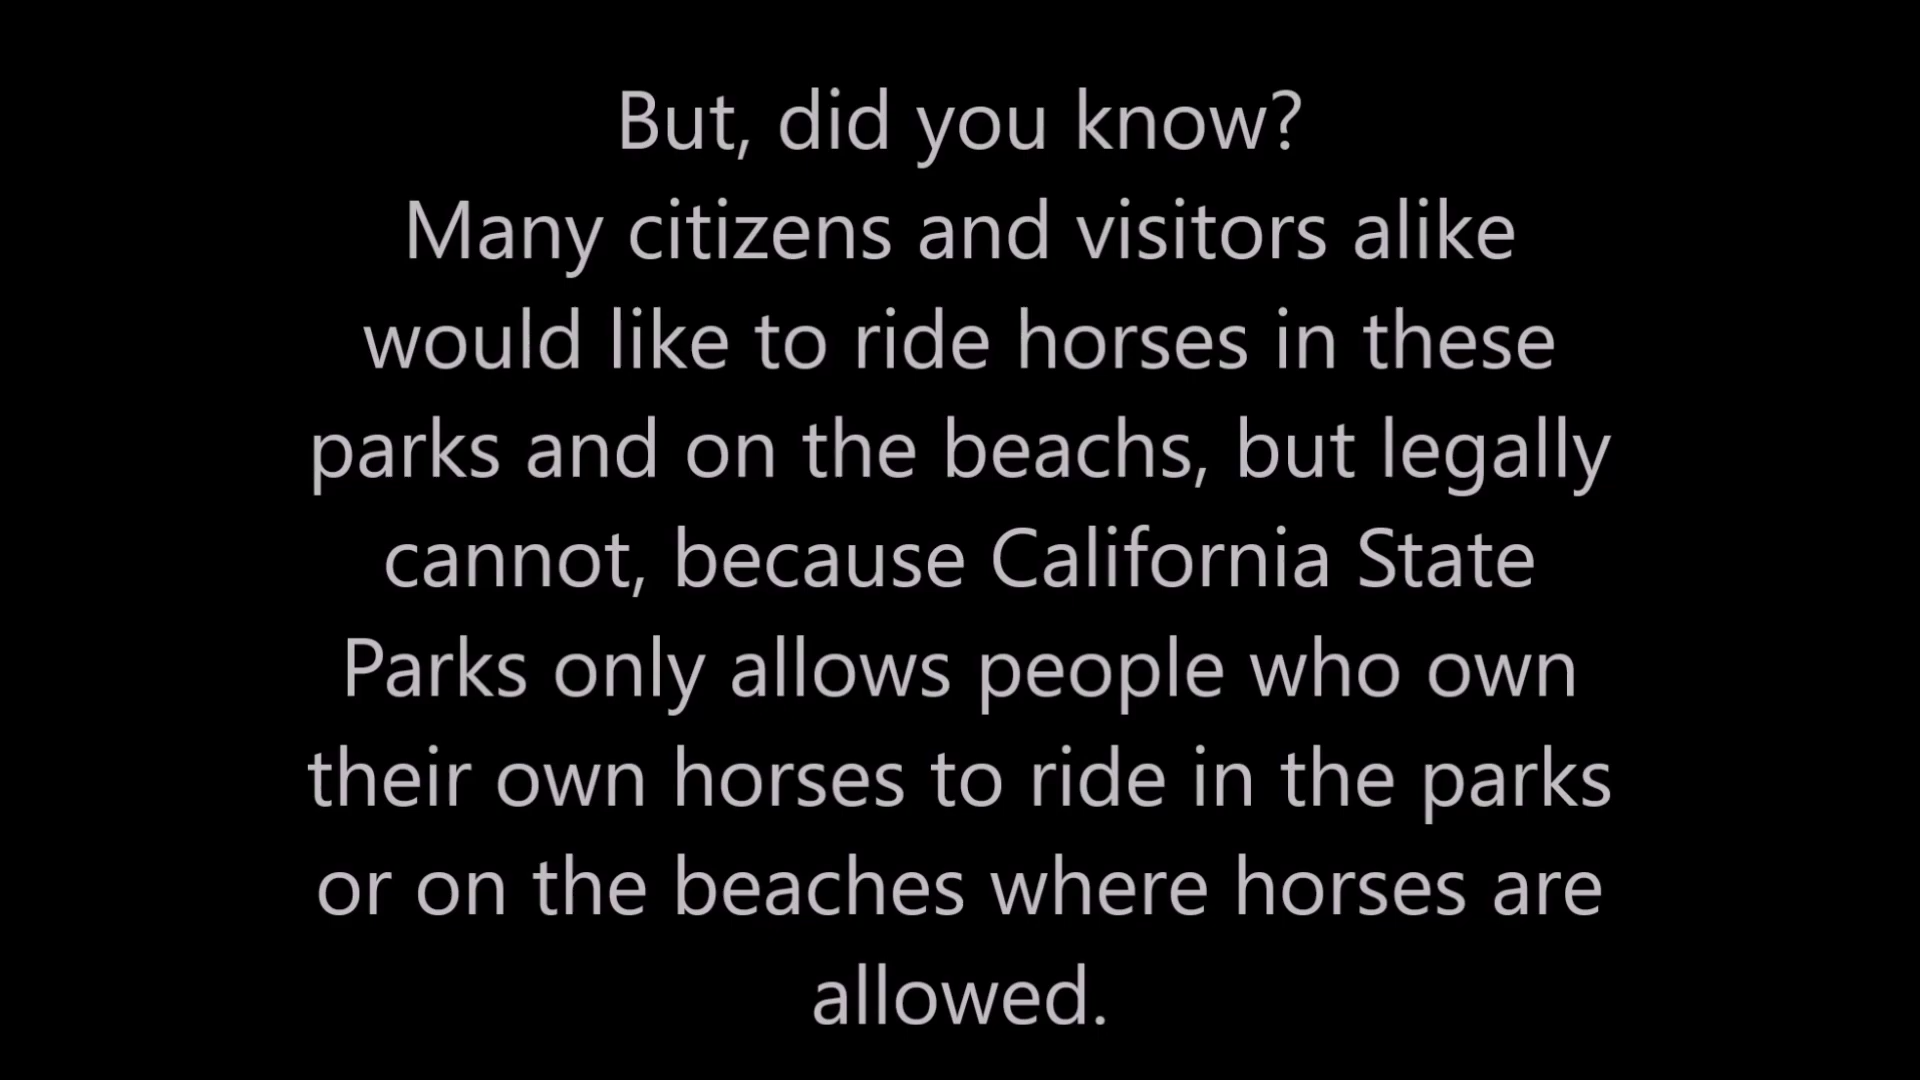 But, did you know?
Many citizens and visitors alike
would like to ride horses in these
parks and on the beachs, but legally
cannot, because California State
Parks only allows people who own
their own horses to ride in the parks
or on the beaches where horses are
allowed.